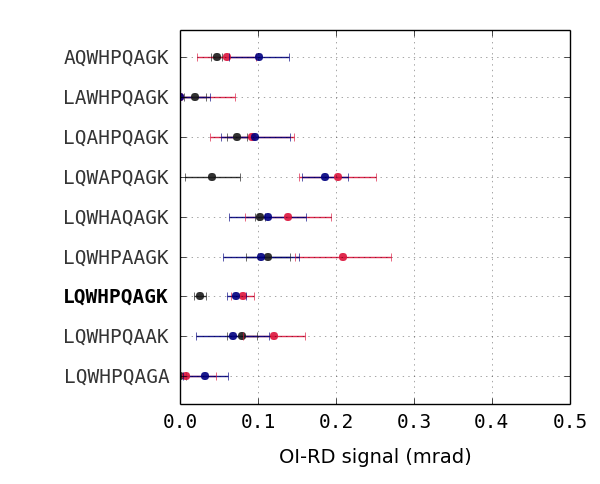 AQWHPQAGK
LAWHPQAGK
LQAHPQAGK
LQWAPQAGK
LQWHAQAGK
LQWHPAAGK
LQWHPQAGK
LQWHPQAAK
LQWHPQAGA
0.0 0.1 0.2 0.3 0.4 0.5
OI-RD signal (mrad)